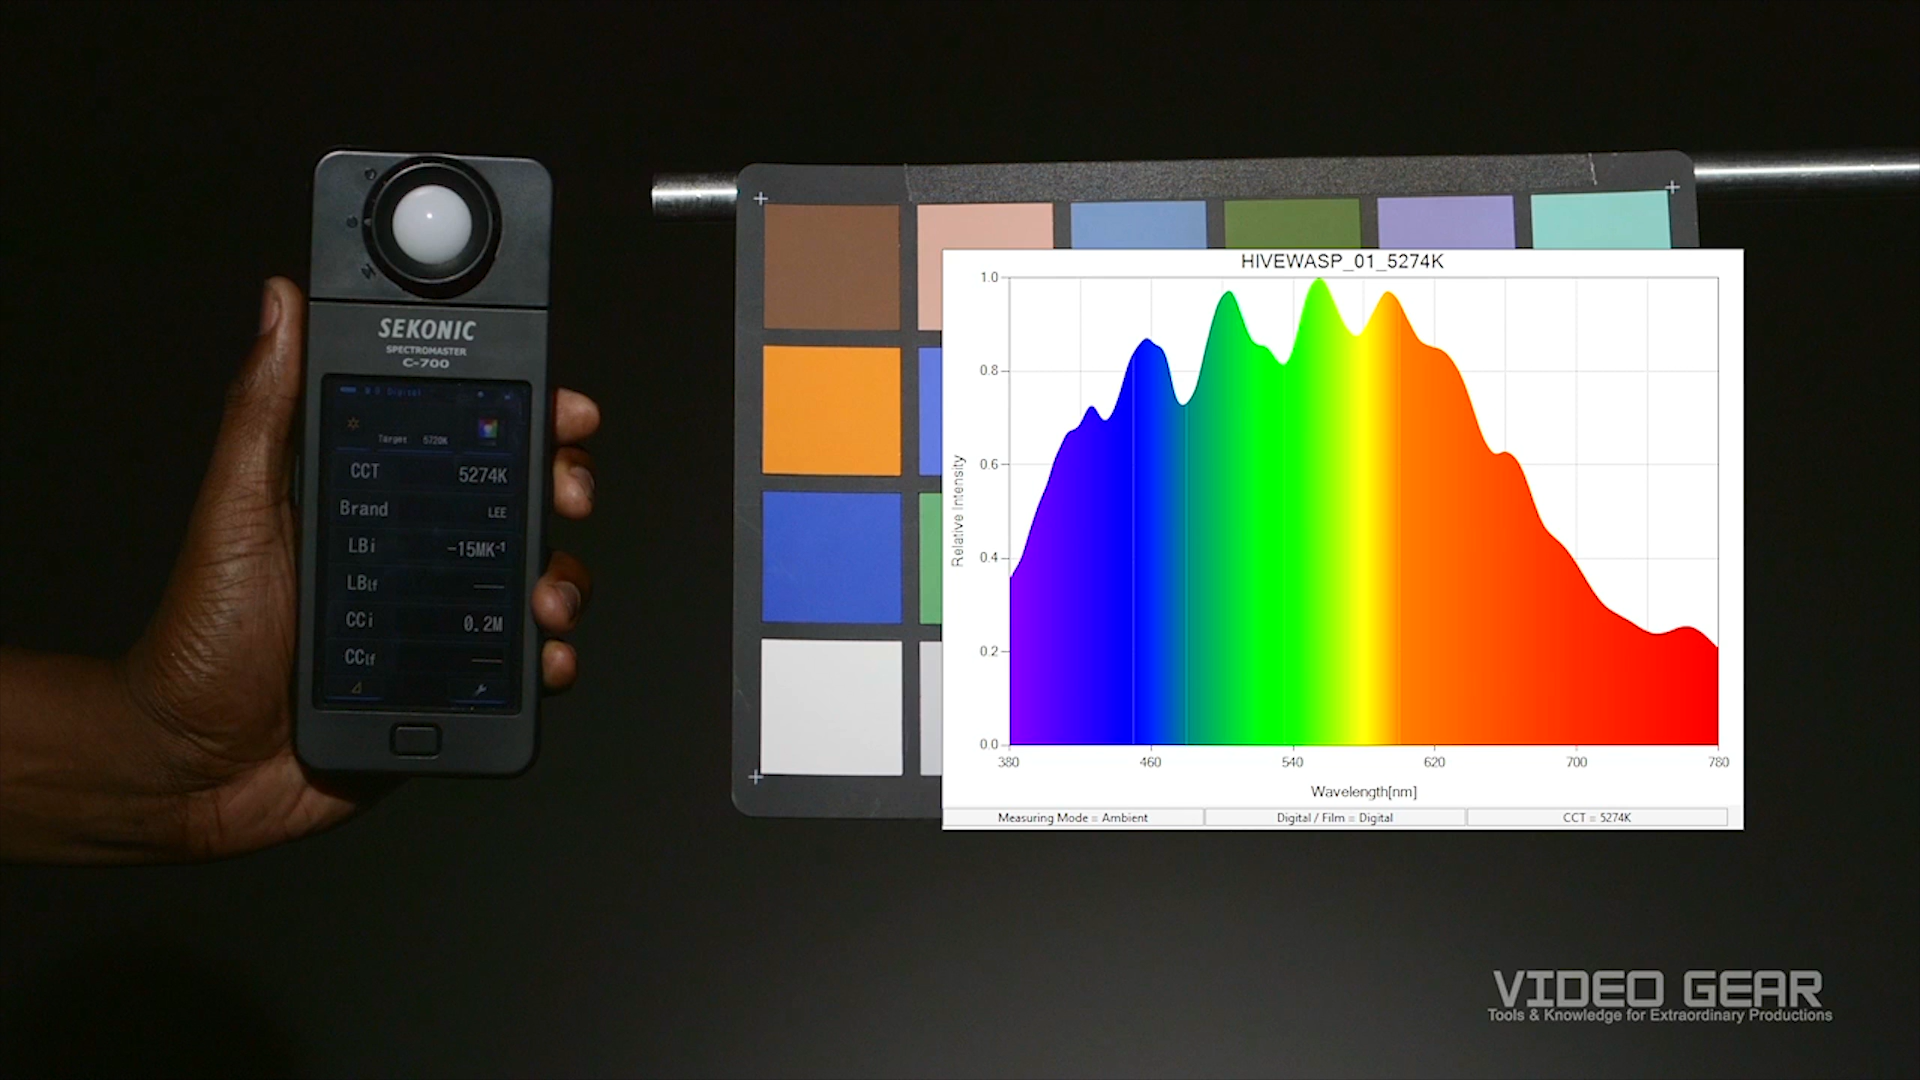 SEKONIC
SPECTROMASTER
C-700
Target 5720K
CCT 5274K
Brand LEE
LBi -15MK-1
LBlf
CCi 0.2M
CClf
HIVEWASP_01_5274K
Relative Intensity
1.0
0.8
0.6
0.4
0.2
0.0
380 460 540 620 700 780
Wavelength[nm]
Measuring Mode = Ambient Digital / Film = Digital CCT = 5274K
VIDEO GEAR
Tools & Knowledge for Extraordinary Productions